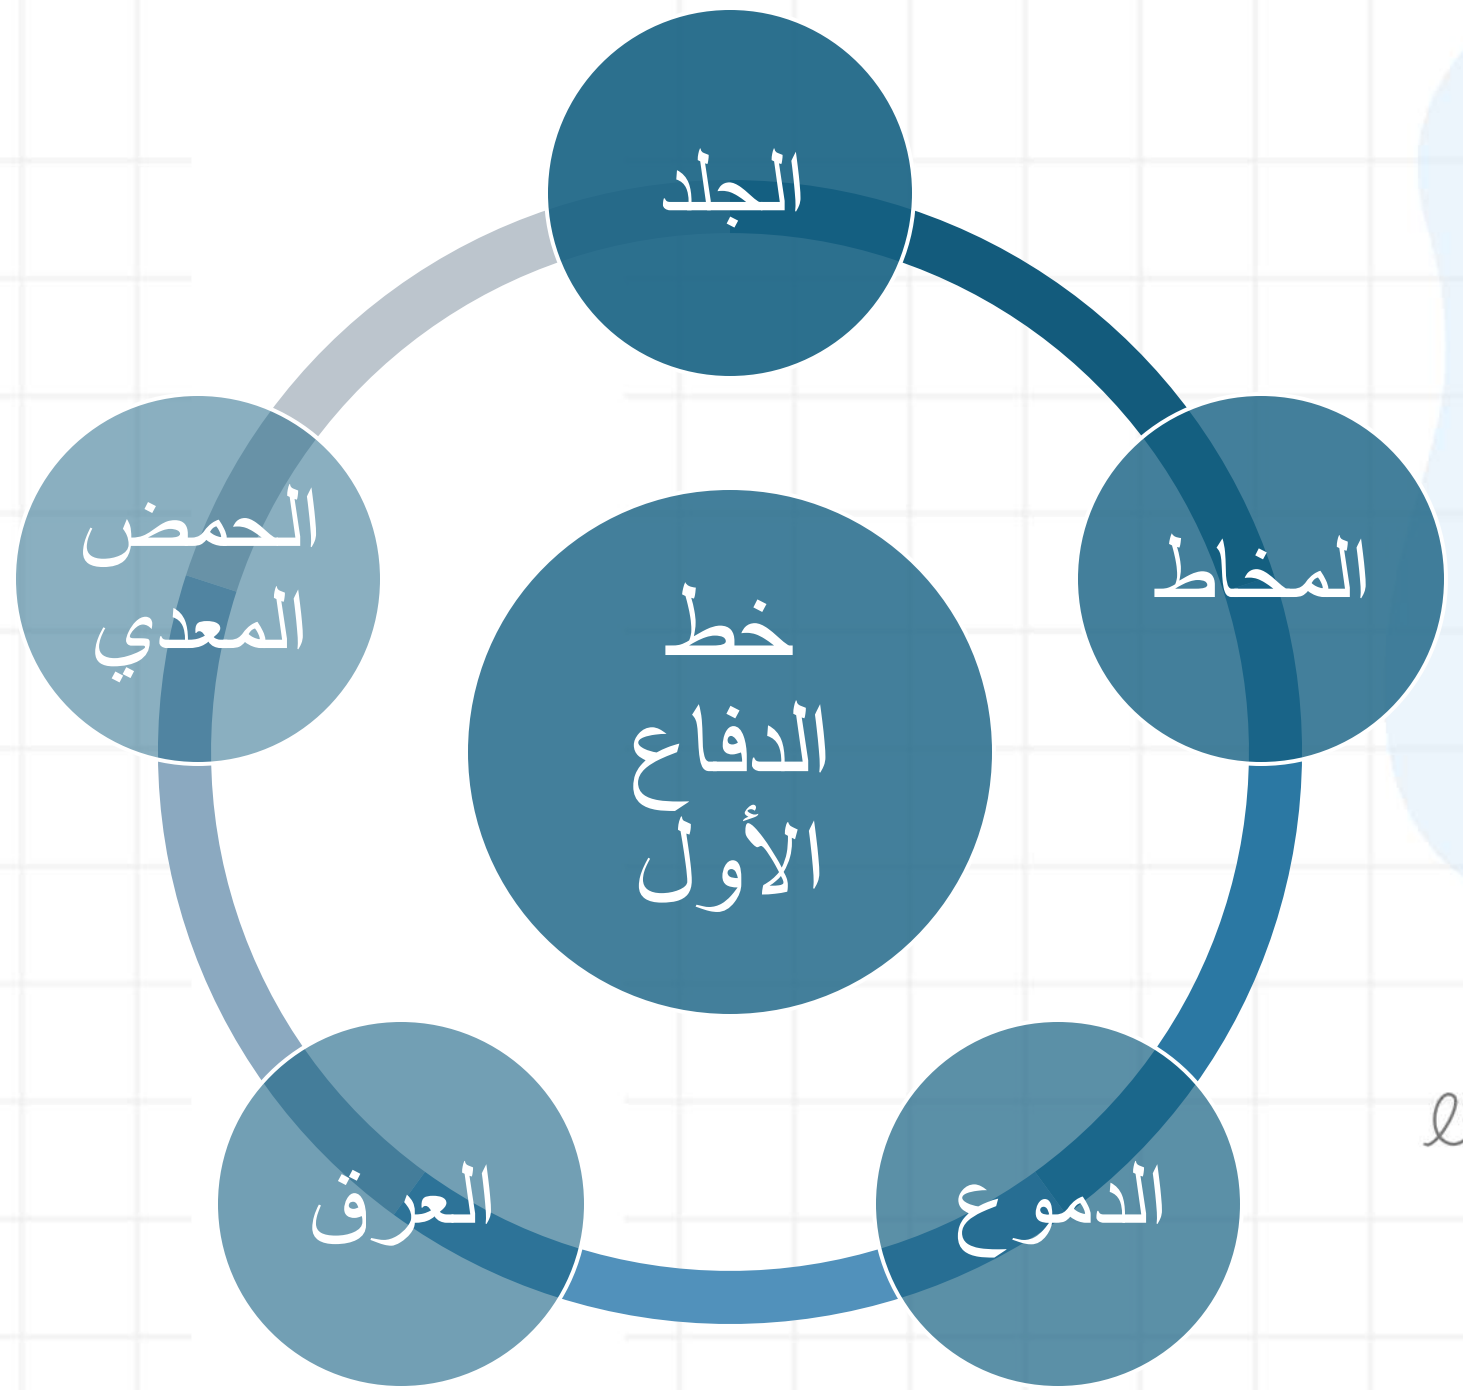 الجلد
المخاط
الحمض
المعدي
خط
الدفاع
الأول
الدموع
العرق